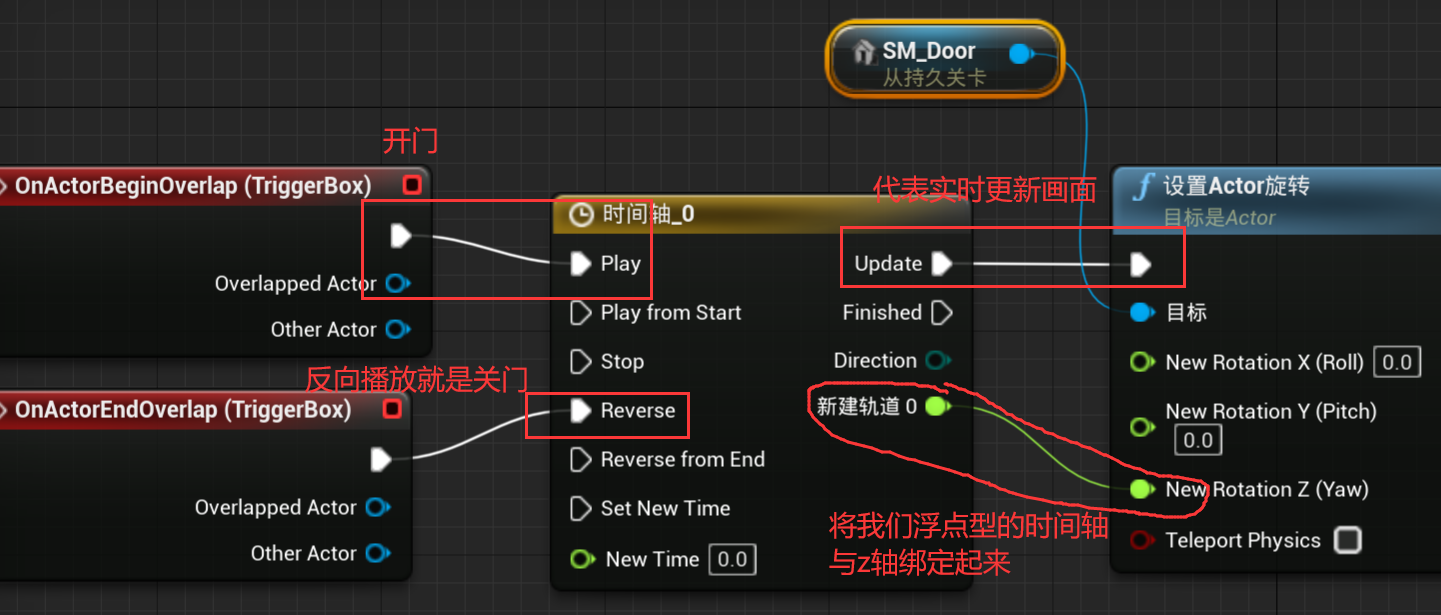 SM_Door
从持久关卡
开门
OnActorBeginOverlap (TriggerBox)
Overlapped Actor
Other Actor
反向播放就是关门
OnActorEndOverlap (TriggerBox)
Overlapped Actor
Other Actor
时间轴_0
Play
Play from Start
Stop
Reverse
Reverse from End
Set New Time
New Time 0.0
代表实时更新画面
Update
Finished
Direction
新建轨道 0
将我们浮点型的时间轴
与z轴绑定起来
设置Actor旋转
目标是Actor
目标
New Rotation X (Roll) 0.0
New Rotation Y (Pitch)
0.0
New Rotation Z (Yaw)
Teleport Physics